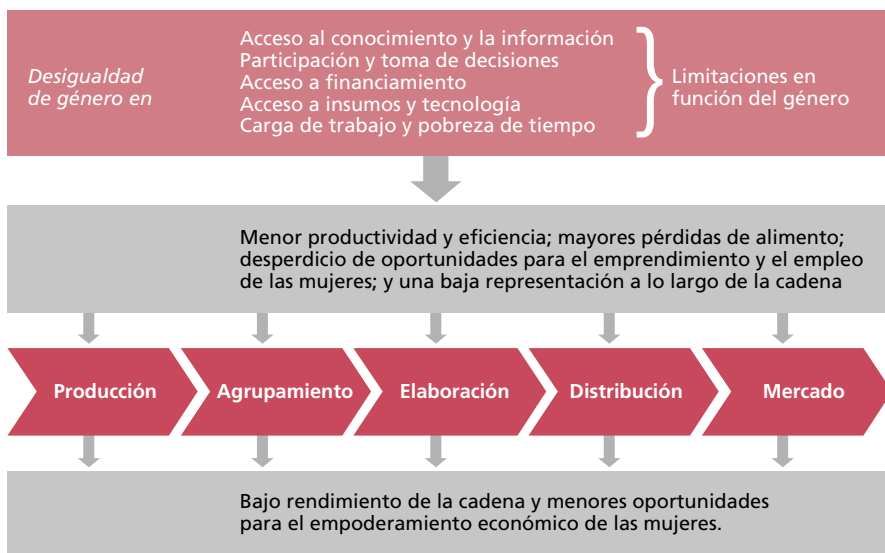 Desigualdad
de género en
Acceso al conocimiento y la información
Participación y toma de decisiones
Acceso a financiamiento
Acceso a insumos y tecnología
Carga de trabajo y pobreza de tiempo
Limitaciones en
función del género
Menor productividad y eficiencia; mayores pérdidas de alimento;
desperdicio de oportunidades para el emprendimiento y el empleo
de las mujeres; y una baja representación a lo largo de la cadena
Producción
Agrupamiento
Elaboración
Distribución
Mercado
Bajo rendimiento de la cadena y menores oportunidades
para el empoderamiento económico de las mujeres.